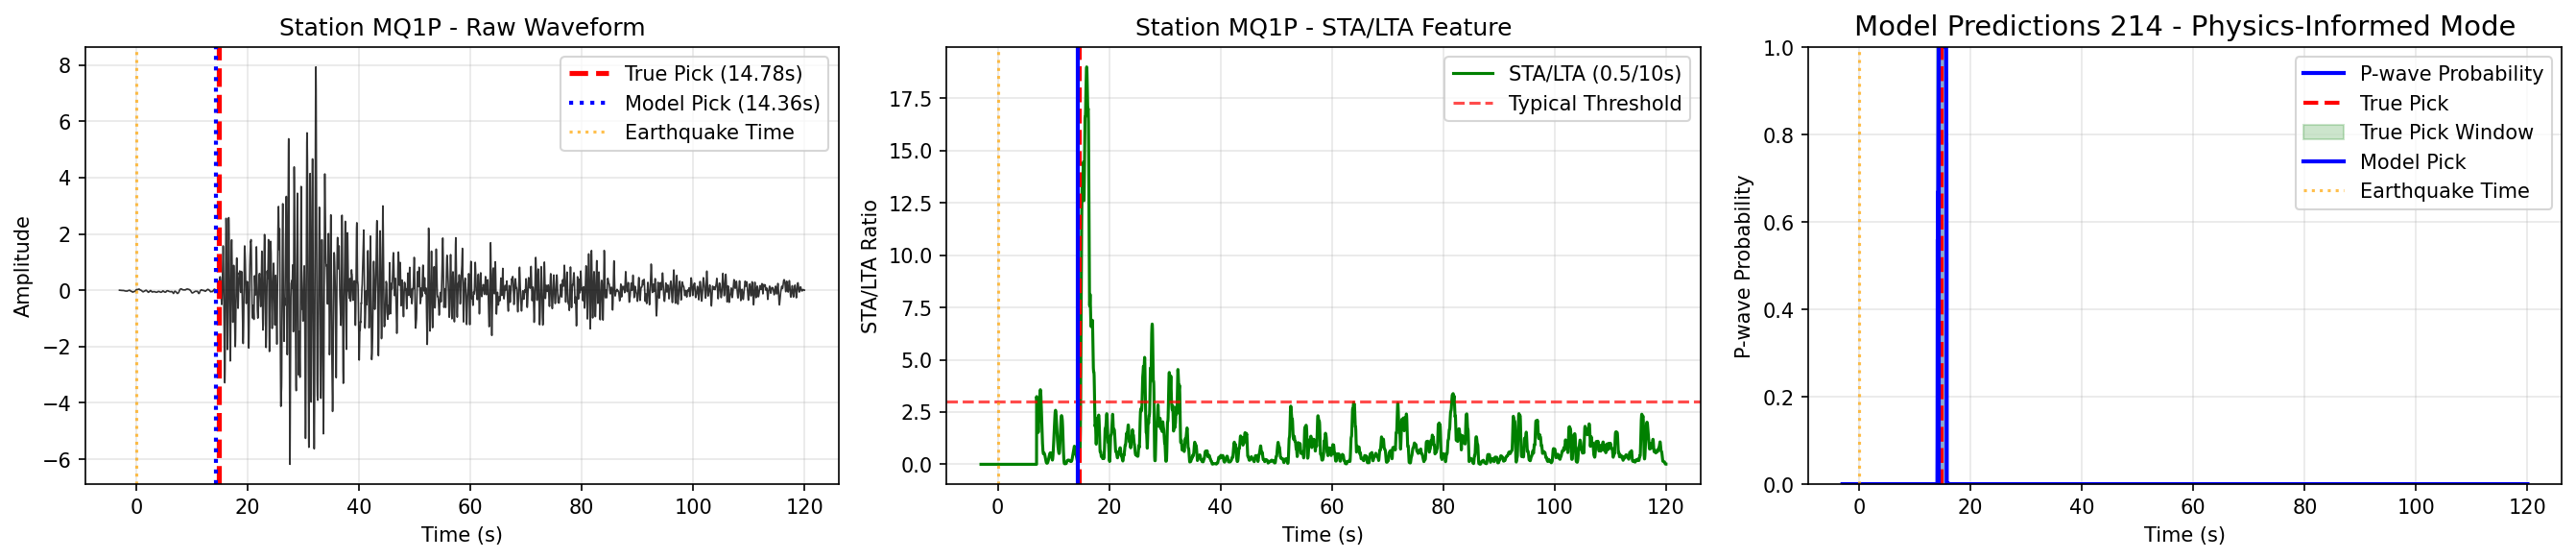 Station MQ1P - Raw Waveform
Amplitude
8
6
4
2
0
−2
−4
−6
True Pick (14.78s)
Model Pick (14.36s)
Earthquake Time
0 20 40 60 80 100 120
Time (s)
Station MQ1P - STA/LTA Feature
STA/LTA Ratio
17.5
15.0
12.5
10.0
7.5
5.0
2.5
0.0
STA/LTA (0.5/10s)
Typical Threshold
0 20 40 60 80 100 120
Time (s)
Model Predictions 214 - Physics-Informed Mode
P-wave Probability
1.0
0.8
0.6
0.4
0.2
0.0
P-wave Probability
True Pick
True Pick Window
Model Pick
Earthquake Time
0 20 40 60 80 100 120
Time (s)